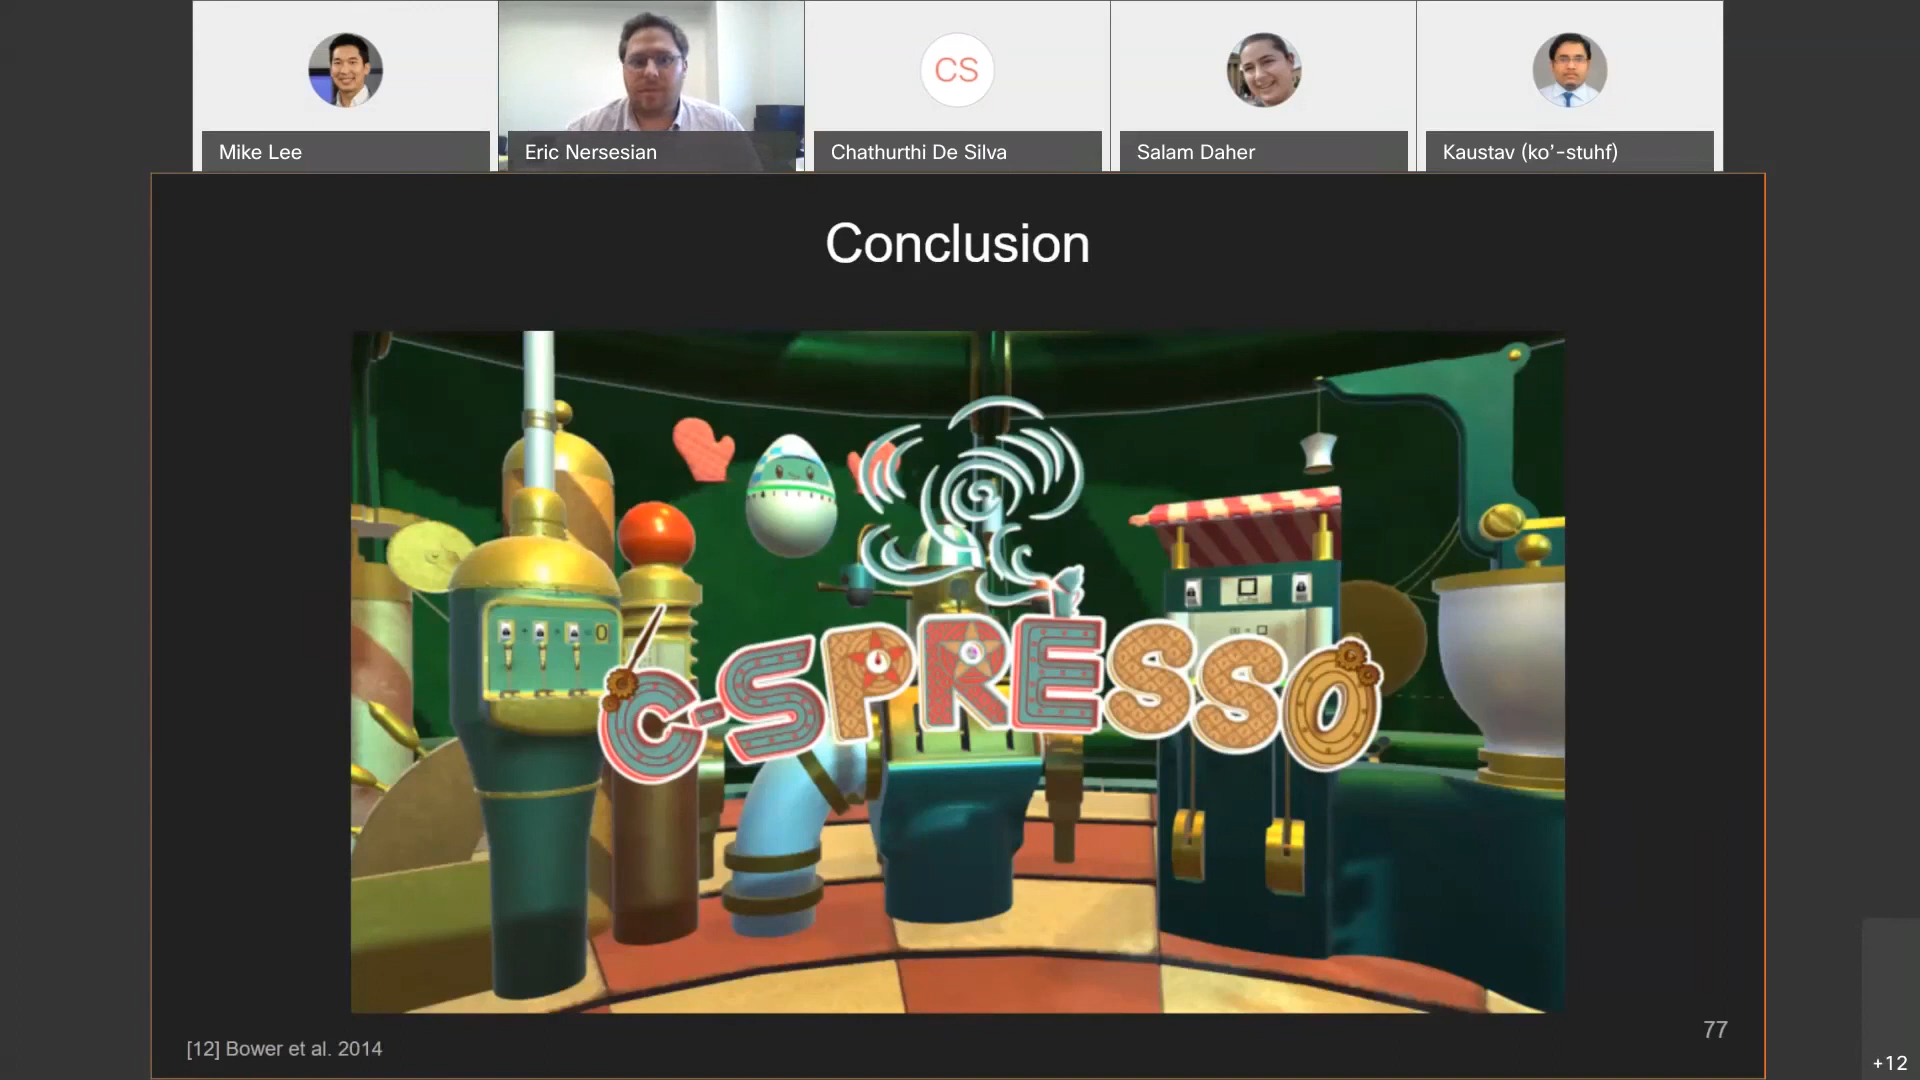 CS
Mike Lee
Eric Nersesian
Chathurthi De Silva
Salam Daher
Kaustav (ko’-stuhf)
Conclusion
0
C-SPRESSO
77
[12] Bower et al. 2014
+12